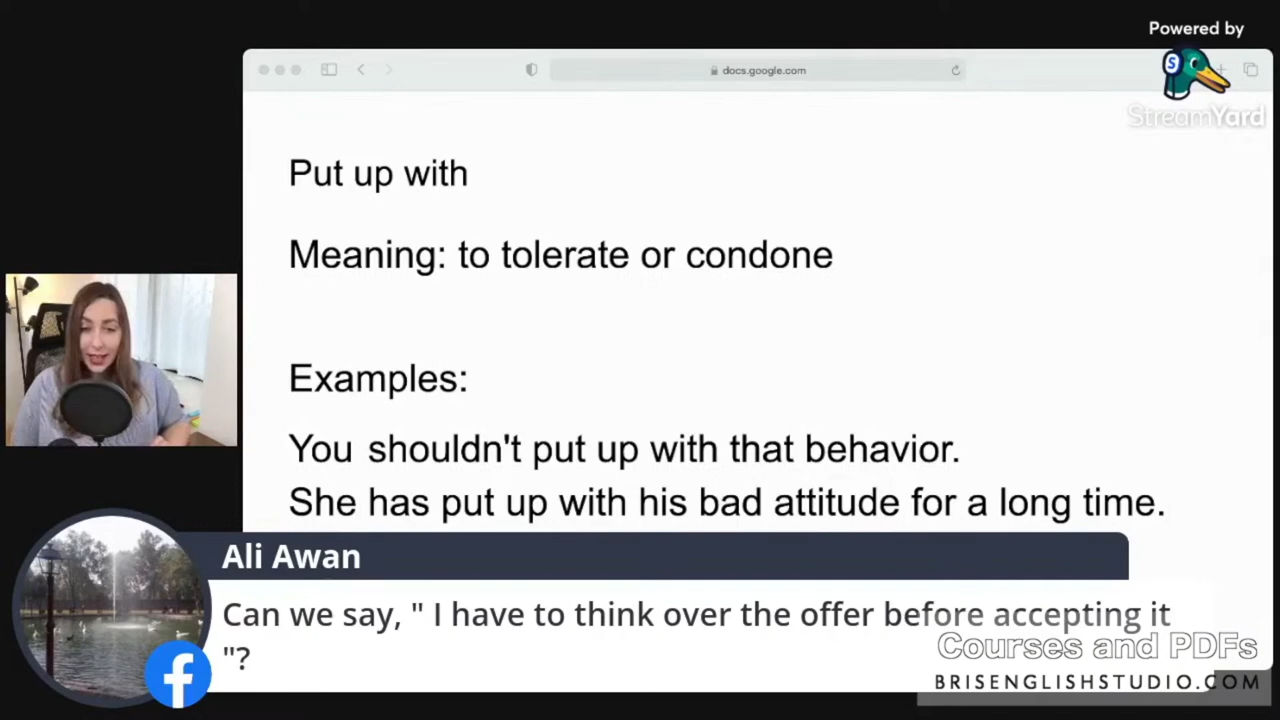 Powered by
StreamYard
docs.google.com
Put up with
Meaning: to tolerate or condone
Examples:
You shouldn't put up with that behavior.
She has put up with his bad attitude for a long time.
Ali Awan
Can we say, " I have to think over the offer before accepting it
"?
Courses and PDFs
BRISENGLISHSTUDIO.COM